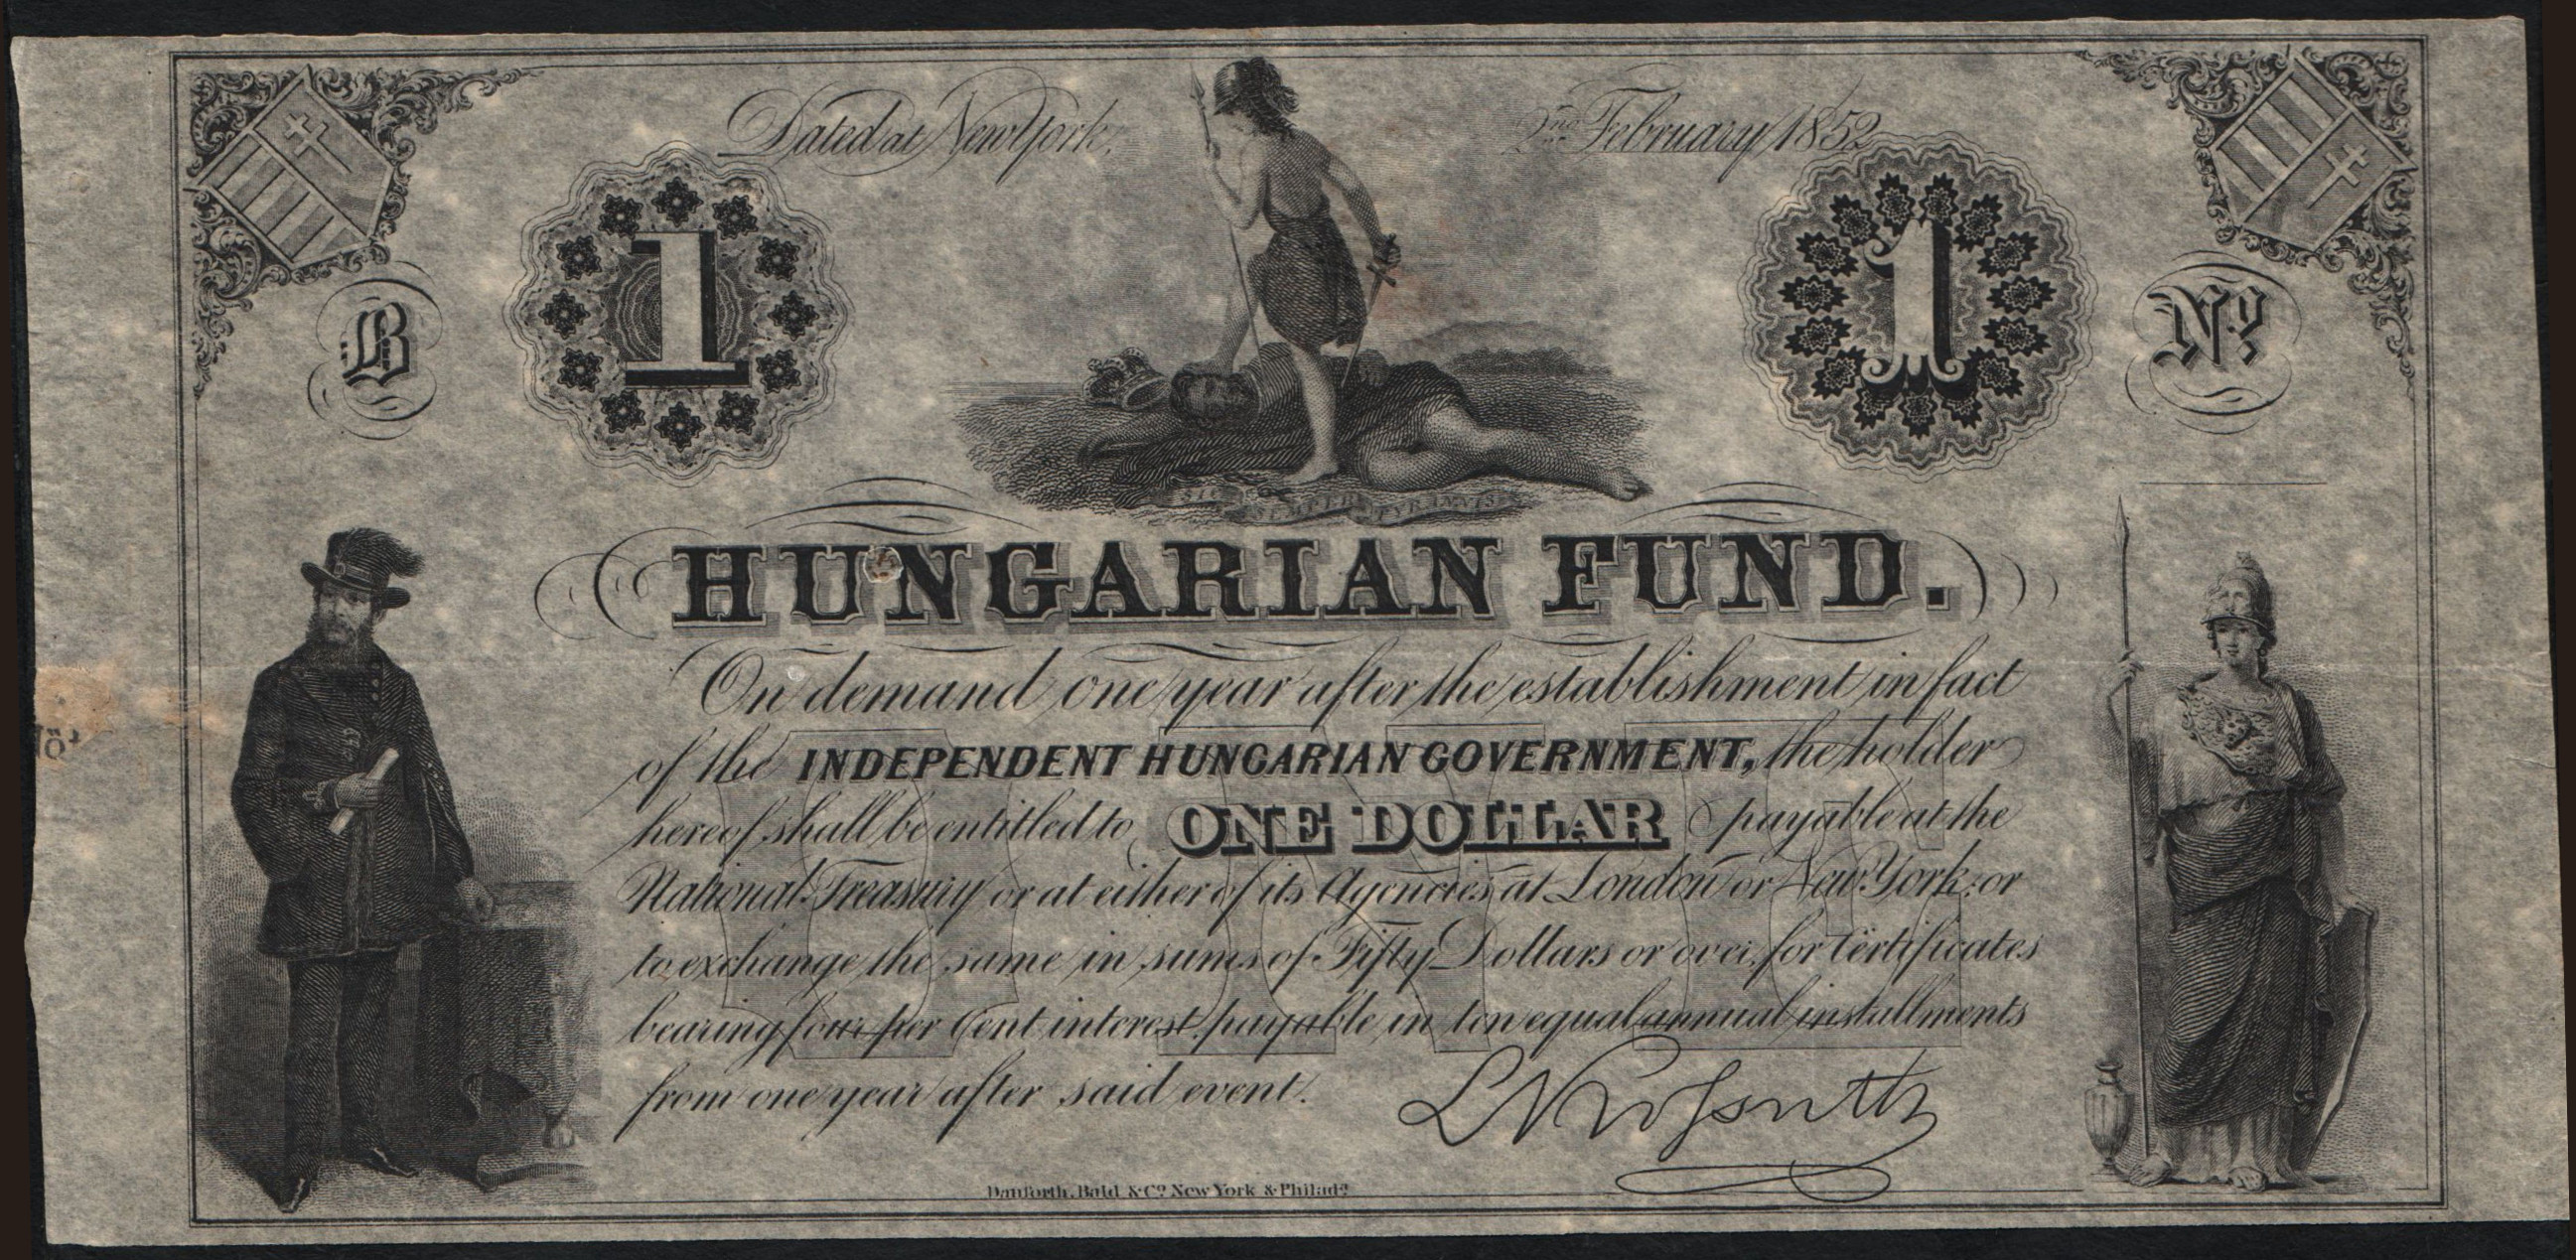 Dated at New York, 2nd February 1852
1
1
B
No
SIC SEMPER TYRANNIS
HUNGARIAN FUND.
On demand one year after the establishment in fact
of the INDEPENDENT HUNGARIAN GOVERNMENT, the holder
hereof shall be entitled to ONE DOLLAR payable at the
National Treasury or at either of its Agencies at London or New York; or
to exchange the same in sums of Fifty Dollars or over, for Certificates
bearing four per Cent interest payable in ten equal annual installments
from one year after said event.
L Kossuth
Danforth, Bald & Co. New York & Philada.